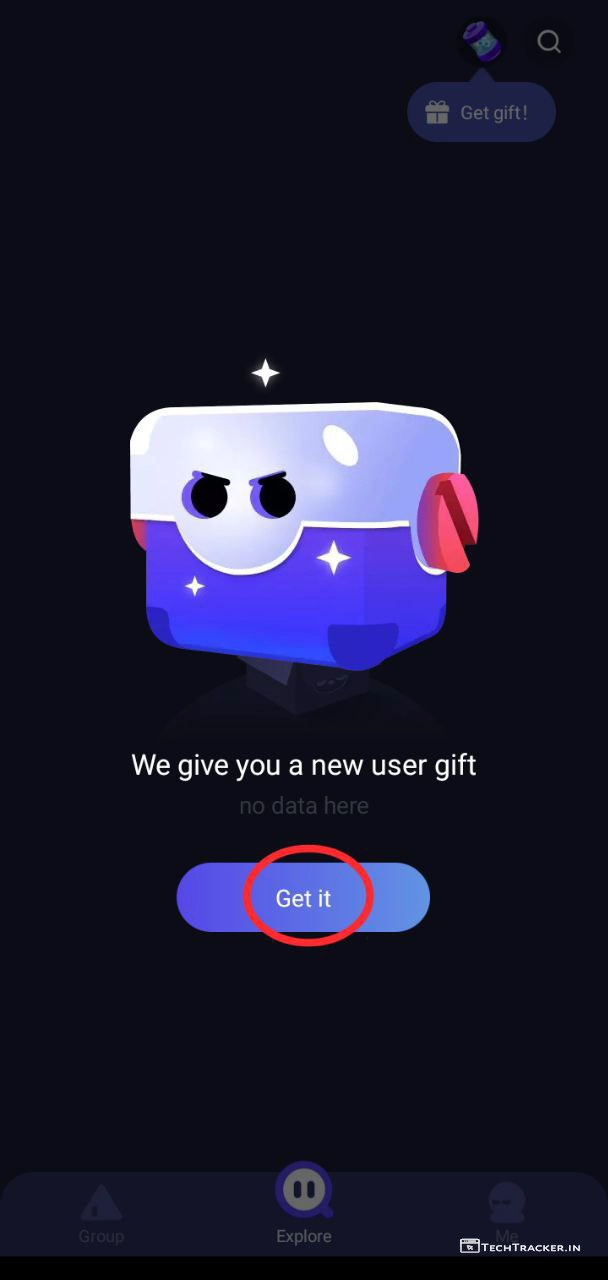 Get gift!
We give you a new user gift
no data here
Get it
Group
Explore
Me
TechTracker.in